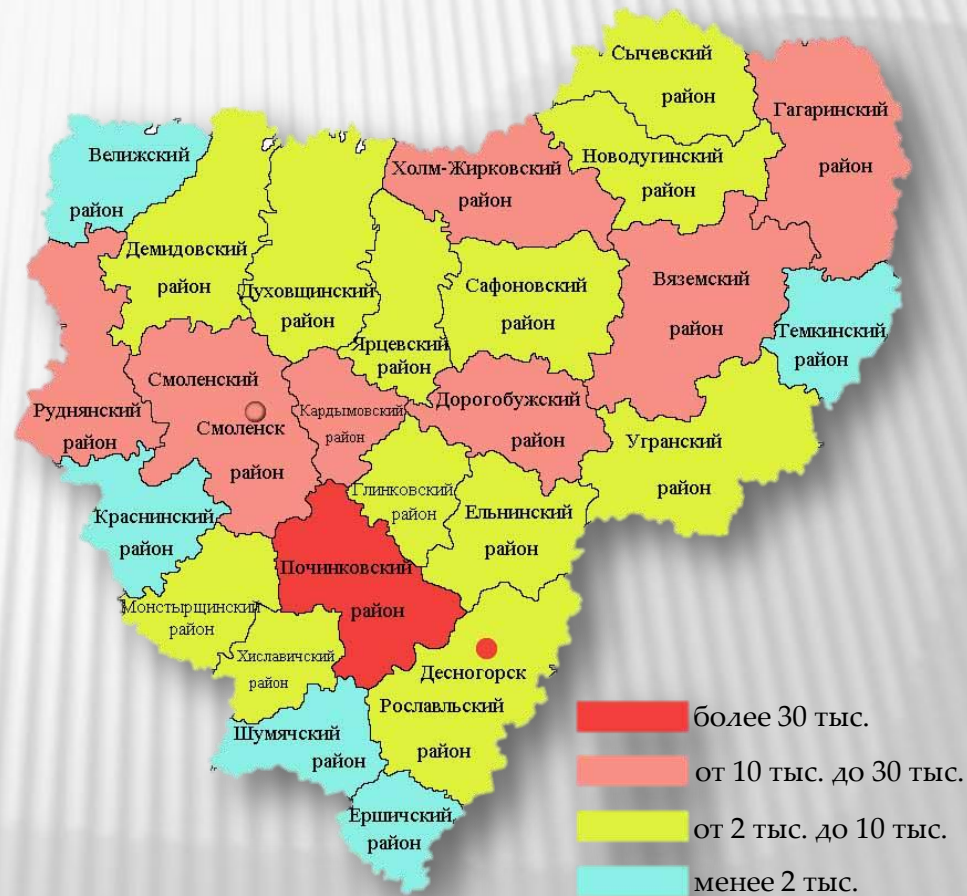 Сычевский
район
Гагаринский
район
Велижский
район
Холм-Жирковский
район
Новодугинский
район
Демидовский
район
Духовщинский
район
Сафоновский
район
Вяземский
район
Темкинский
район
Ярцевский
район
Смоленский
Смоленск
район
Руднянский
район
Кардымовский
район
Дорогобужский
район
Угранский
район
Глинковский
район
Ельнинский
район
Краснинский
район
Починковский
район
Монстырщинский
район
Хиславичский
район
Десногорск
Рославльский
район
Шумячский
район
Ершичский
район
более 30 тыс.
от 10 тыс. до 30 тыс.
от 2 тыс. до 10 тыс.
менее 2 тыс.